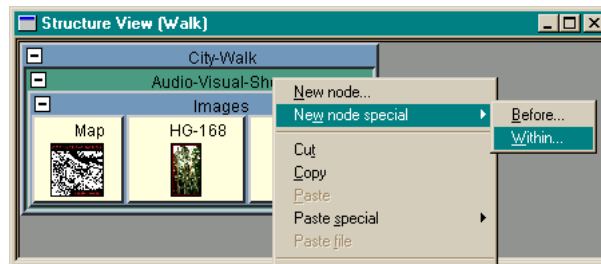 Structure View (Walk)
City-Walk
Audio-Visual-Sh
Images
Map HG-168
New node...
New node special
Before...
Within...
Cut
Copy
Paste
Paste special
Paste file